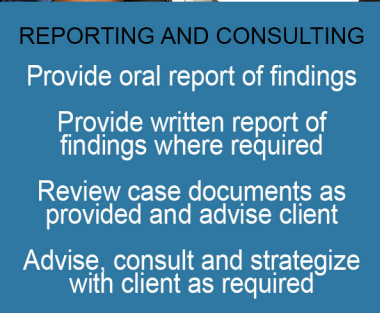 REPORTING AND CONSULTING
Provide oral report of findings
Provide written report of
findings where required
Review case documents as
provided and advise client
Advise, consult and strategize
with client as required